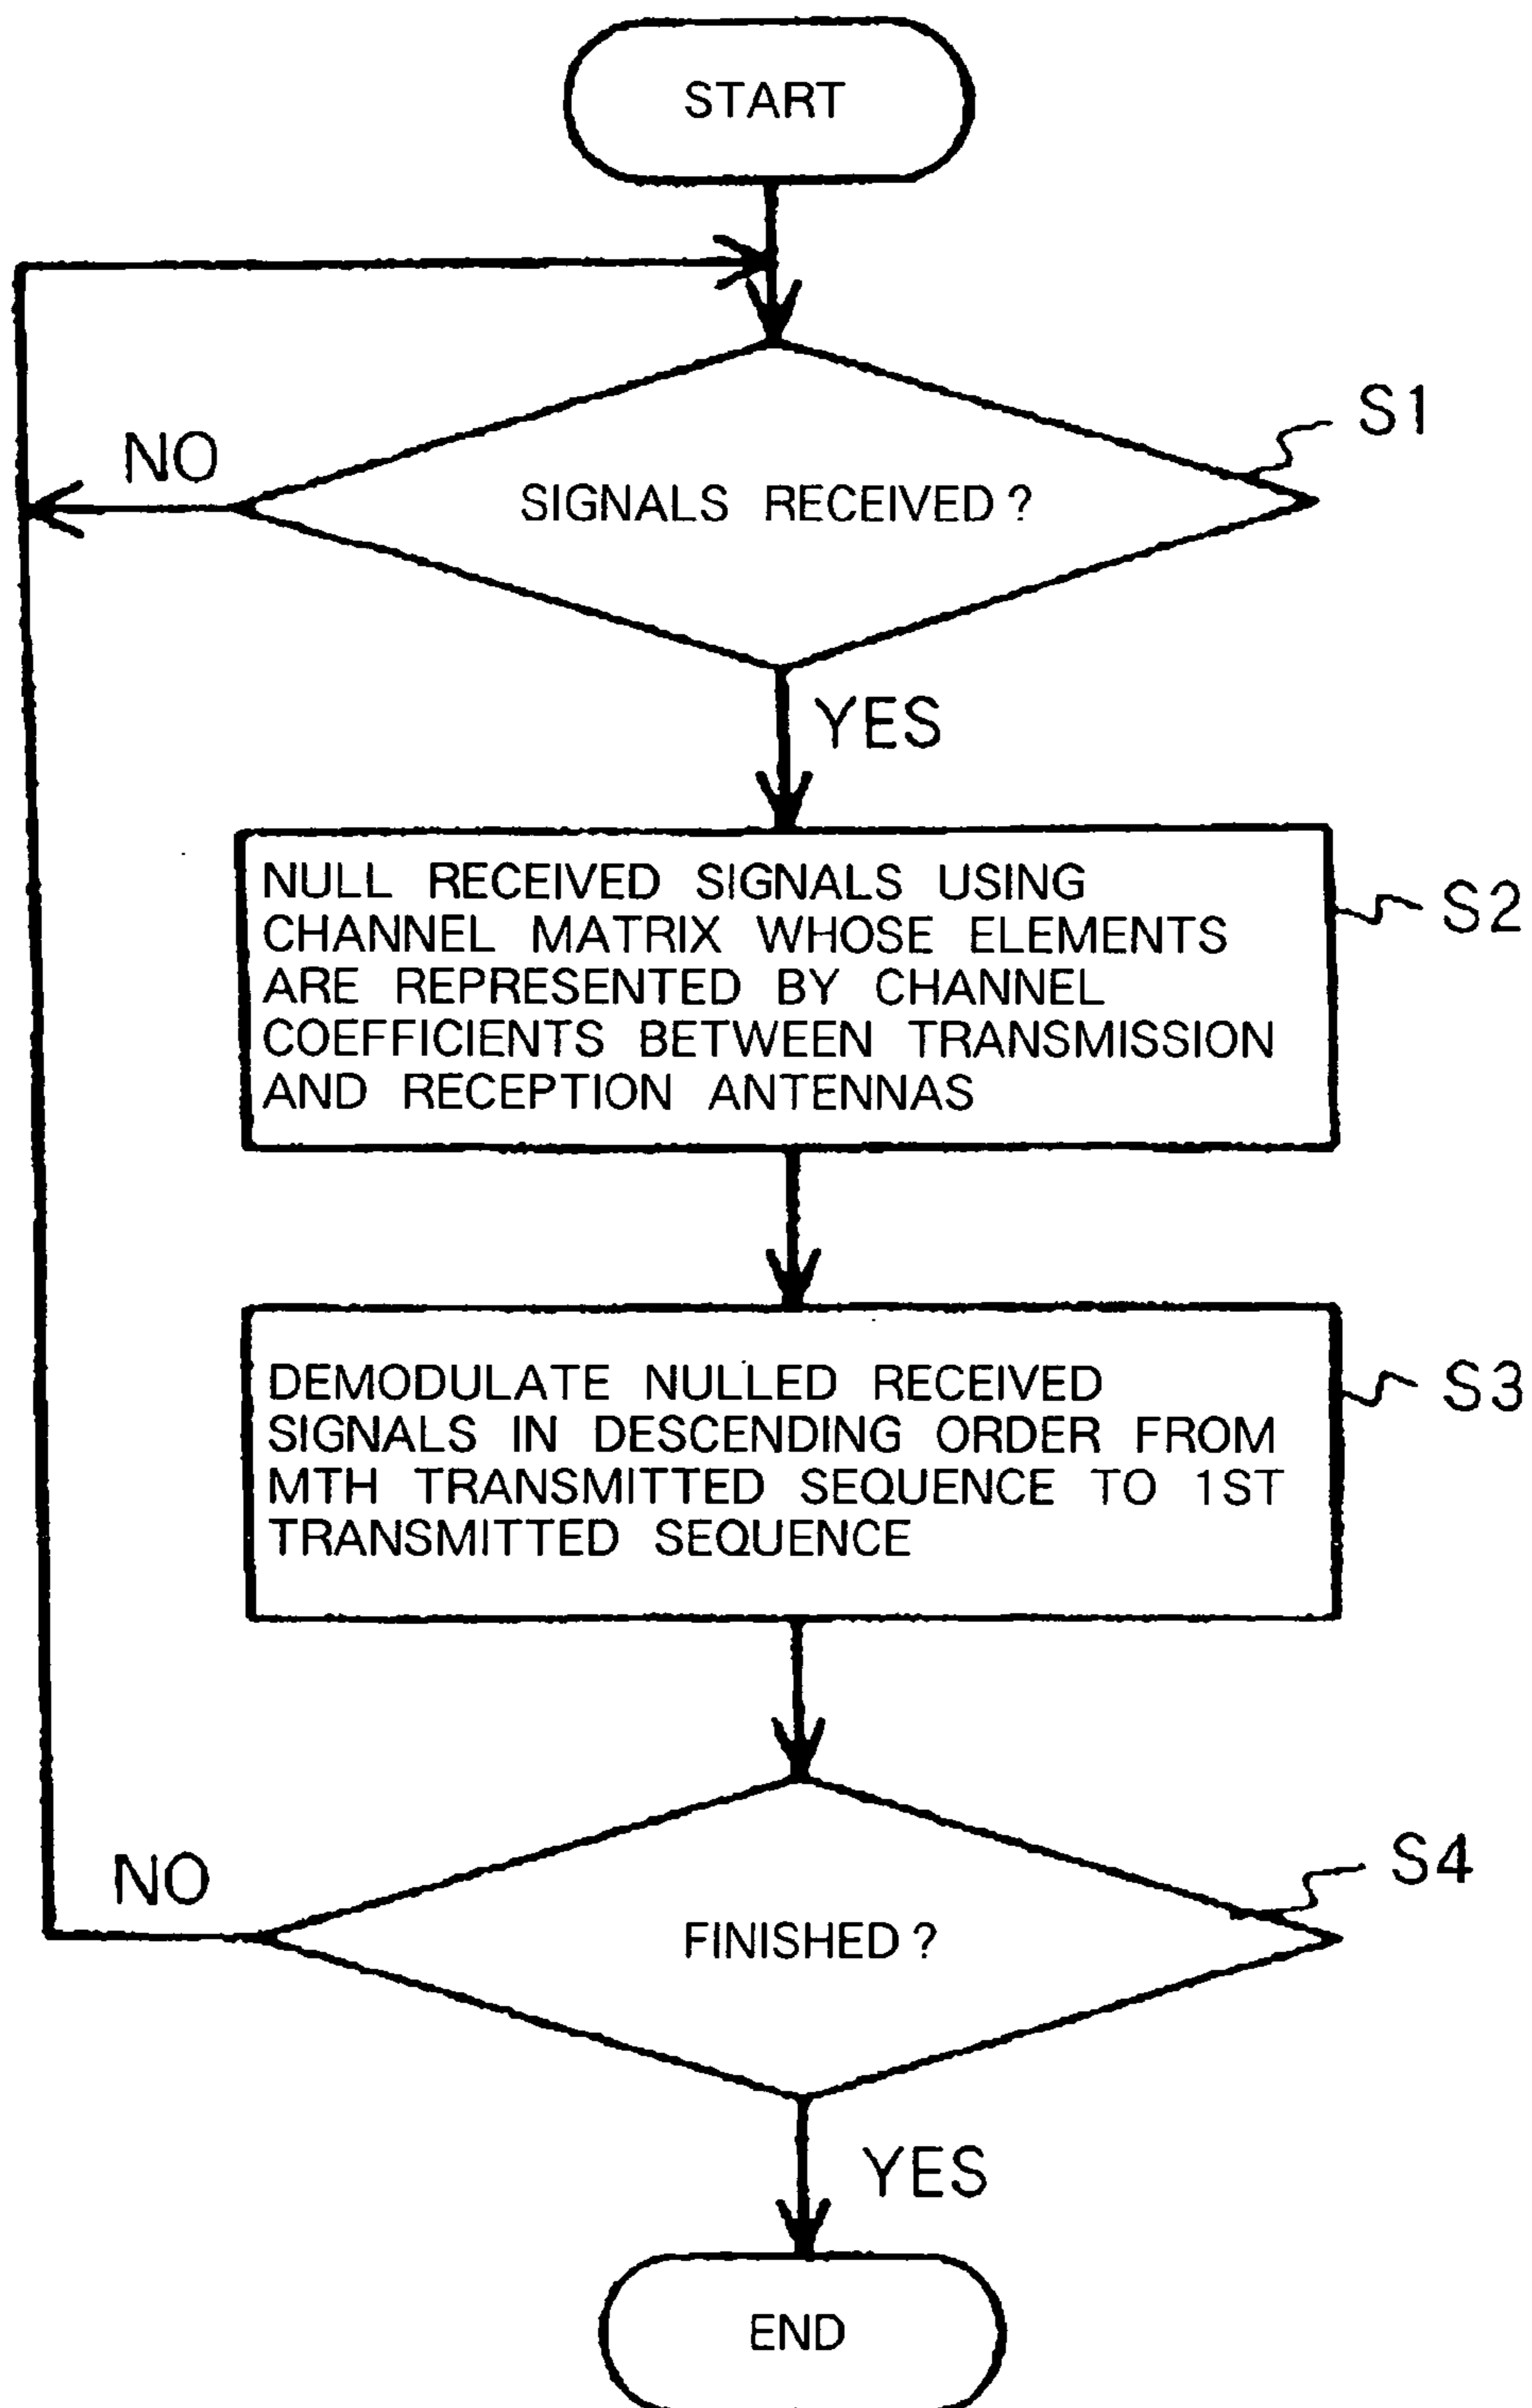 START
S1
NO
SIGNALS RECEIVED ?
YES
NULL RECEIVED SIGNALS USING
CHANNEL MATRIX WHOSE ELEMENTS
ARE REPRESENTED BY CHANNEL
COEFFICIENTS BETWEEN TRANSMISSION
AND RECEPTION ANTENNAS
S2
DEMODULATE NULLED RECEIVED
SIGNALS IN DESCENDING ORDER FROM
MTH TRANSMITTED SEQUENCE TO 1ST
TRANSMITTED SEQUENCE
S3
S4
NO
FINISHED ?
YES
END